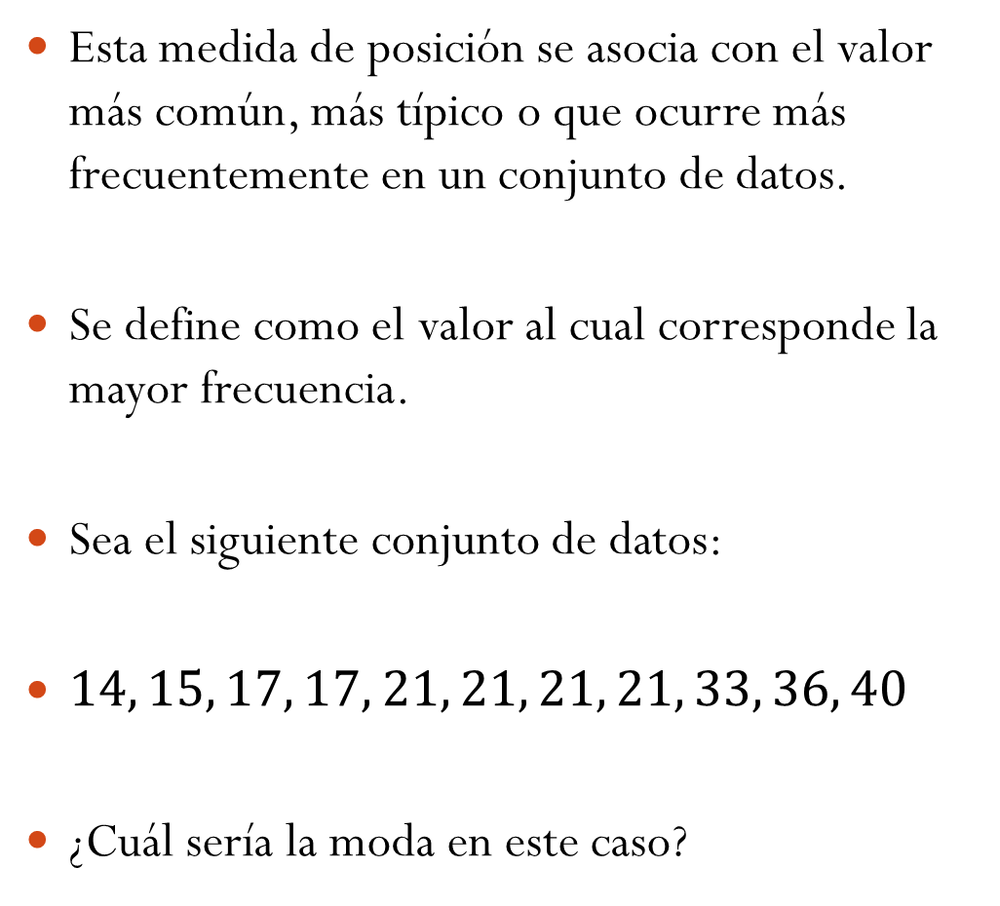 • Esta medida de posición se asocia con el valor
más común, más típico o que ocurre más
frecuentemente en un conjunto de datos.
• Se define como el valor al cual corresponde la
mayor frecuencia.
• Sea el siguiente conjunto de datos:
• 14, 15, 17, 17, 21, 21, 21, 21, 33, 36, 40
• ¿Cuál sería la moda en este caso?